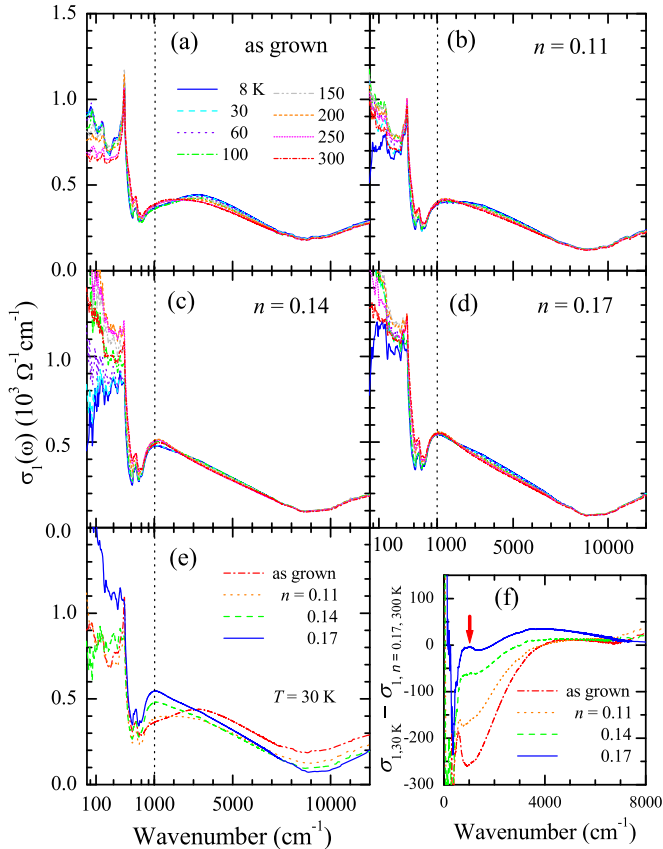 1.5
(a) as grown
(b) n = 0.11
8 K 150
30 200
60 250
100 300
1.0
0.5
0.0
(c) n = 0.14
(d) n = 0.17
1.0
0.5
0.0
100 1000 5000 10000
σ1(ω) (10³ Ω⁻¹cm⁻¹)
(e)
as grown
n = 0.11
0.14
0.17
T = 30 K
1.0
0.5
0.0
100 1000 5000 10000
Wavenumber (cm⁻¹)
(f)
100
0
-100
-200
-300
σ1,30 K − σ1, n = 0.17, 300 K
as grown
n = 0.11
0.14
0.17
0 4000 8000
Wavenumber (cm⁻¹)